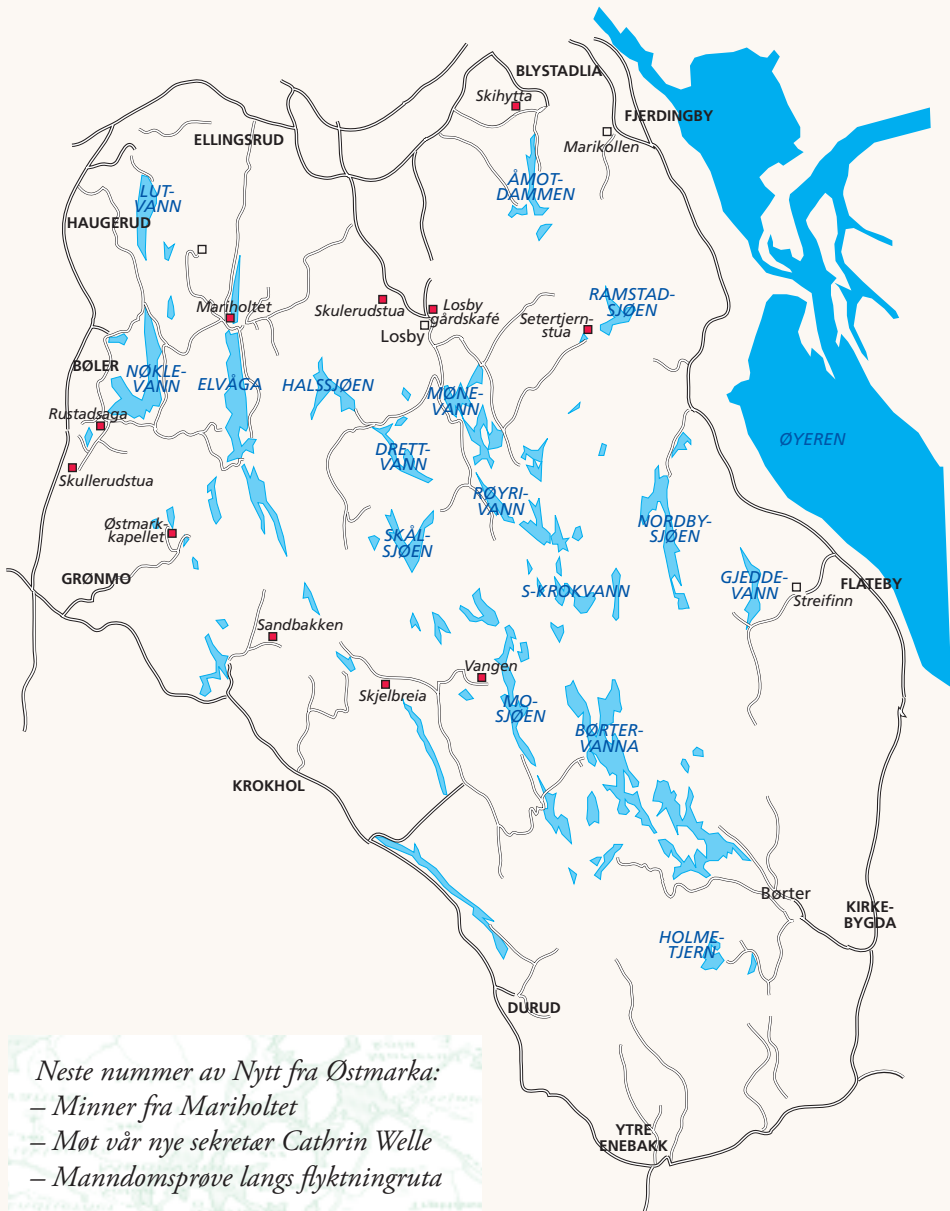 BLYSTADLIA
Skihytta
FJERDINGBY
ELLINGSRUD
Marikollen
ÅMOT-
DAMMEN
LUT-
VANN
HAUGERUD
Mariholtet
Skulerudstua
Losby
gårdskafé
Losby
RAMSTAD-
SJØEN
Setertjern-
stua
BØLER
NØKLE-
VANN
ELVÅGA
HALSSJØEN
MØNE-
VANN
Rustadsaga
ØYEREN
DRETT-
VANN
Skullerudstua
RØYRI-
VANN
Østmark-
kapellet
SKÅL-
SJØEN
NORDBY-
SJØEN
GRØNMO
S-KROKVANN
GJEDDE-
VANN
FLATEBY
Streifinn
Sandbakken
Vangen
Skjelbreia
MO-
SJØEN
BØRTER-
VANNA
KROKHOL
Børter
KIRKE-
BYGDA
HOLME-
TJERN
DURUD
YTRE
ENEBAKK
Neste nummer av Nytt fra Østmarka:
– Minner fra Mariholtet
– Møt vår nye sekretær Cathrin Welle
– Manndomsprøve langs flyktningruta